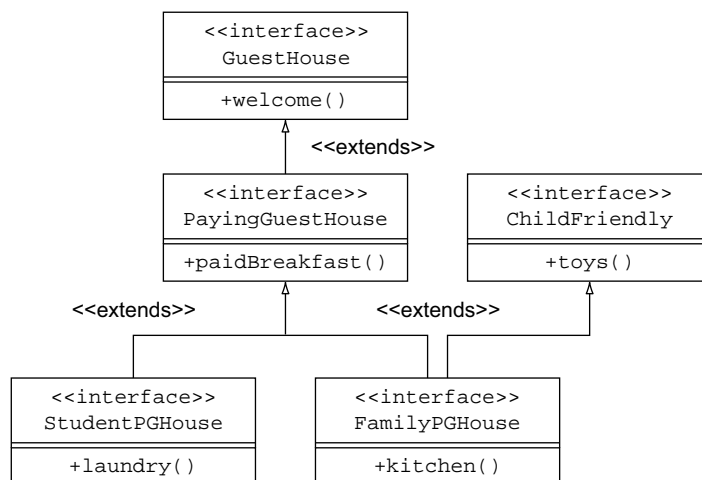 <<interface>>
GuestHouse
+welcome()
<<extends>>
<<interface>>
PayingGuestHouse
+paidBreakfast()
<<interface>>
ChildFriendly
+toys()
<<extends>>
<<extends>>
<<interface>>
StudentPGHouse
+laundry()
<<interface>>
FamilyPGHouse
+kitchen()